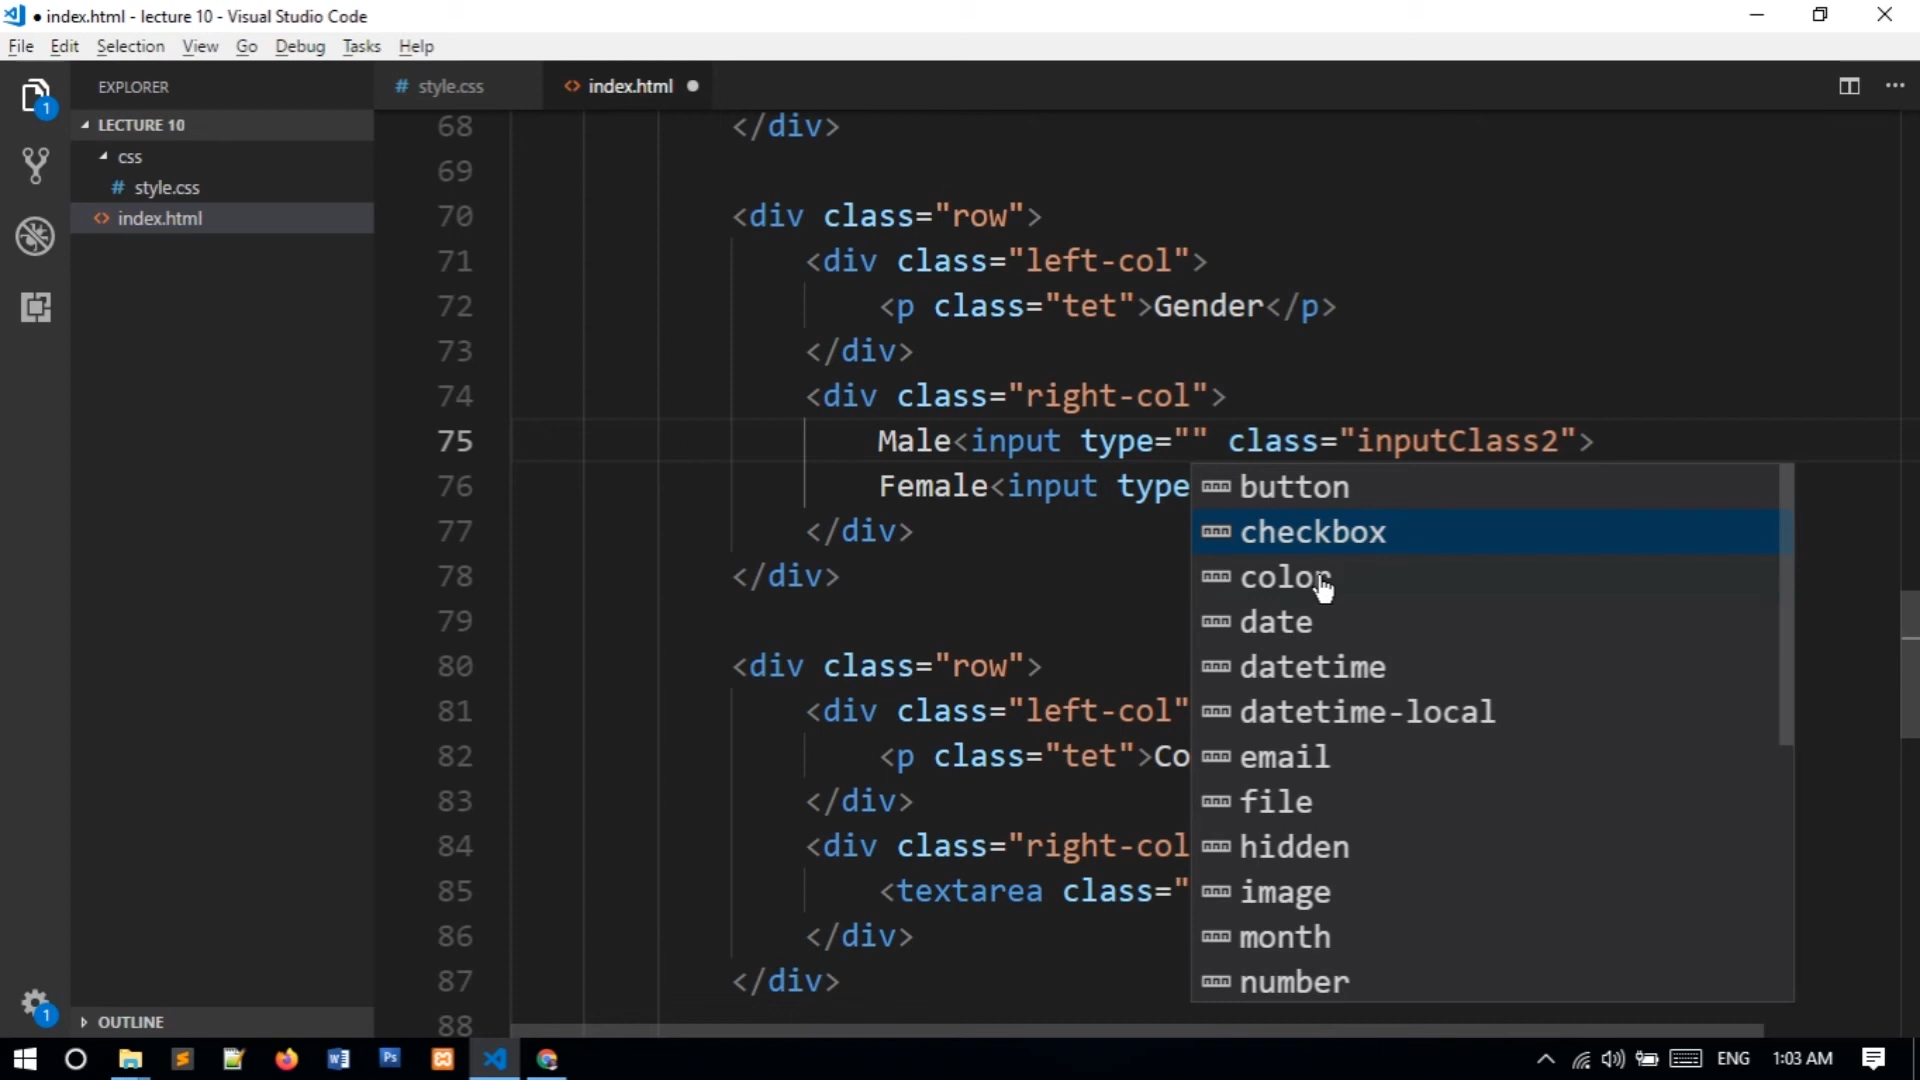 ● index.html - lecture 10 - Visual Studio Code
File Edit Selection View Go Debug Tasks Help
EXPLORER
LECTURE 10
css
# style.css
<> index.html
OUTLINE
1
1
# style.css <> index.html ●
68 </div>
69
70 <div class="row">
71 <div class="left-col">
72 <p class="tet">Gender</p>
73 </div>
74 <div class="right-col">
75 Male<input type="" class="inputClass2">
76 Female<input type
77 </div>
78 </div>
79
80 <div class="row">
81 <div class="left-col"
82 <p class="tet">Co
83 </div>
84 <div class="right-col
85 <textarea class="
86 </div>
87 </div>
88
button
checkbox
color
date
datetime
datetime-local
email
file
hidden
image
month
number
ENG 1:03 AM